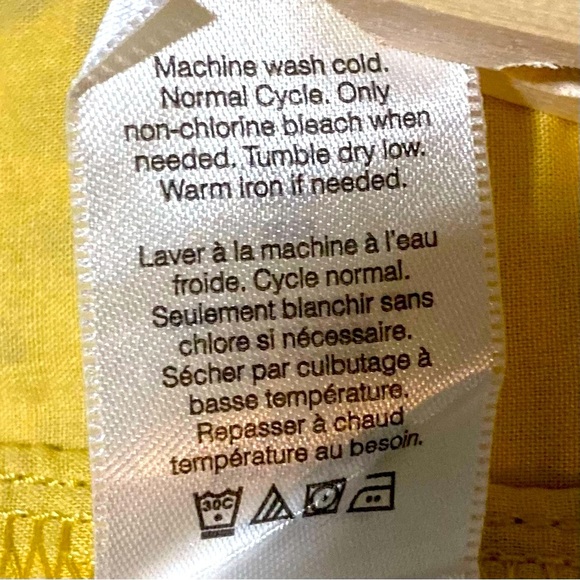 Machine wash cold.
Normal Cycle. Only
non-chlorine bleach when
needed. Tumble dry low.
Warm iron if needed.
Laver à la machine à l'eau
froide. Cycle normal.
Seulement blanchir sans
chlore si nécessaire.
Sécher par culbutage à
basse température.
Repasser à chaud
température au besoin.
30C